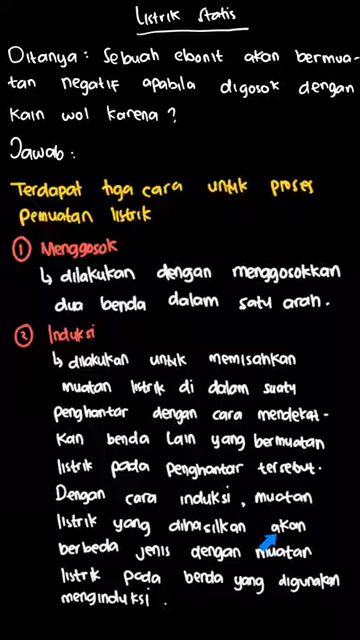 Listrik Statis
Ditanya : Sebuah ebonit akan bermua-
tan negatif apabila digosok dengan
kain wol karena ?
Jawab :
Terdapat tiga cara untuk proses
pemuatan listrik
① Menggosok
↳ dilakukan dengan menggosokkan
dua benda dalam satu arah.
② Induksi
↳ dilakukan untuk memisahkan
muatan listrik di dalam suatu
penghantar dengan cara mendekat-
kan benda lain yang bermuatan
listrik pada penghantar tersebut.
Dengan cara induksi, muatan
listrik yang dihasilkan akan
berbeda jenis dengan muatan
listrik pada benda yang digunakan
menginduksi.